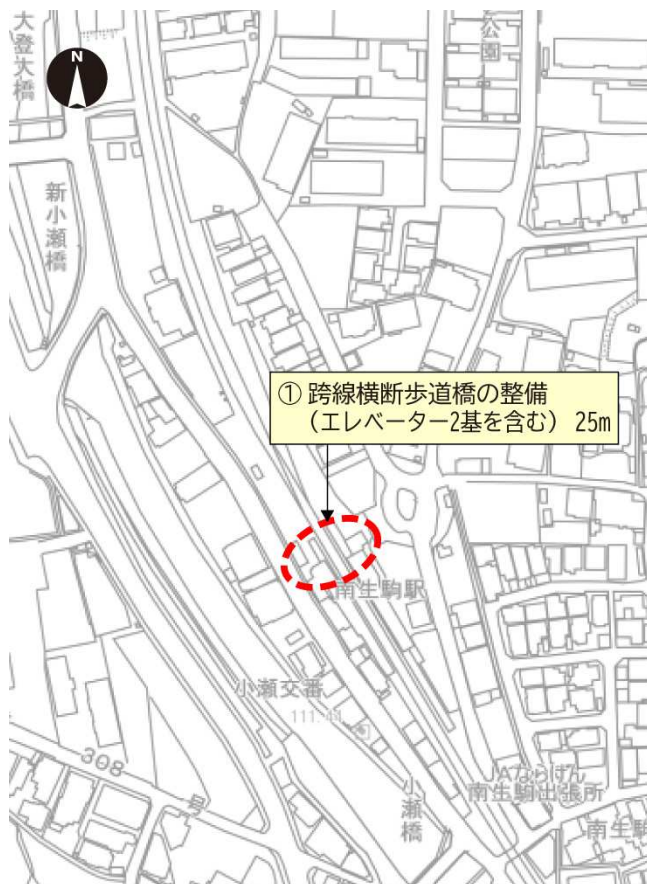 大登大橋
N
公園
新小瀬橋
① 跨線横断歩道橋の整備
（エレベーター2基を含む） 25m
南生駒駅
小瀬交番
111.44
308
号
小瀬橋
JAならけん
南生駒出張所
南生駒